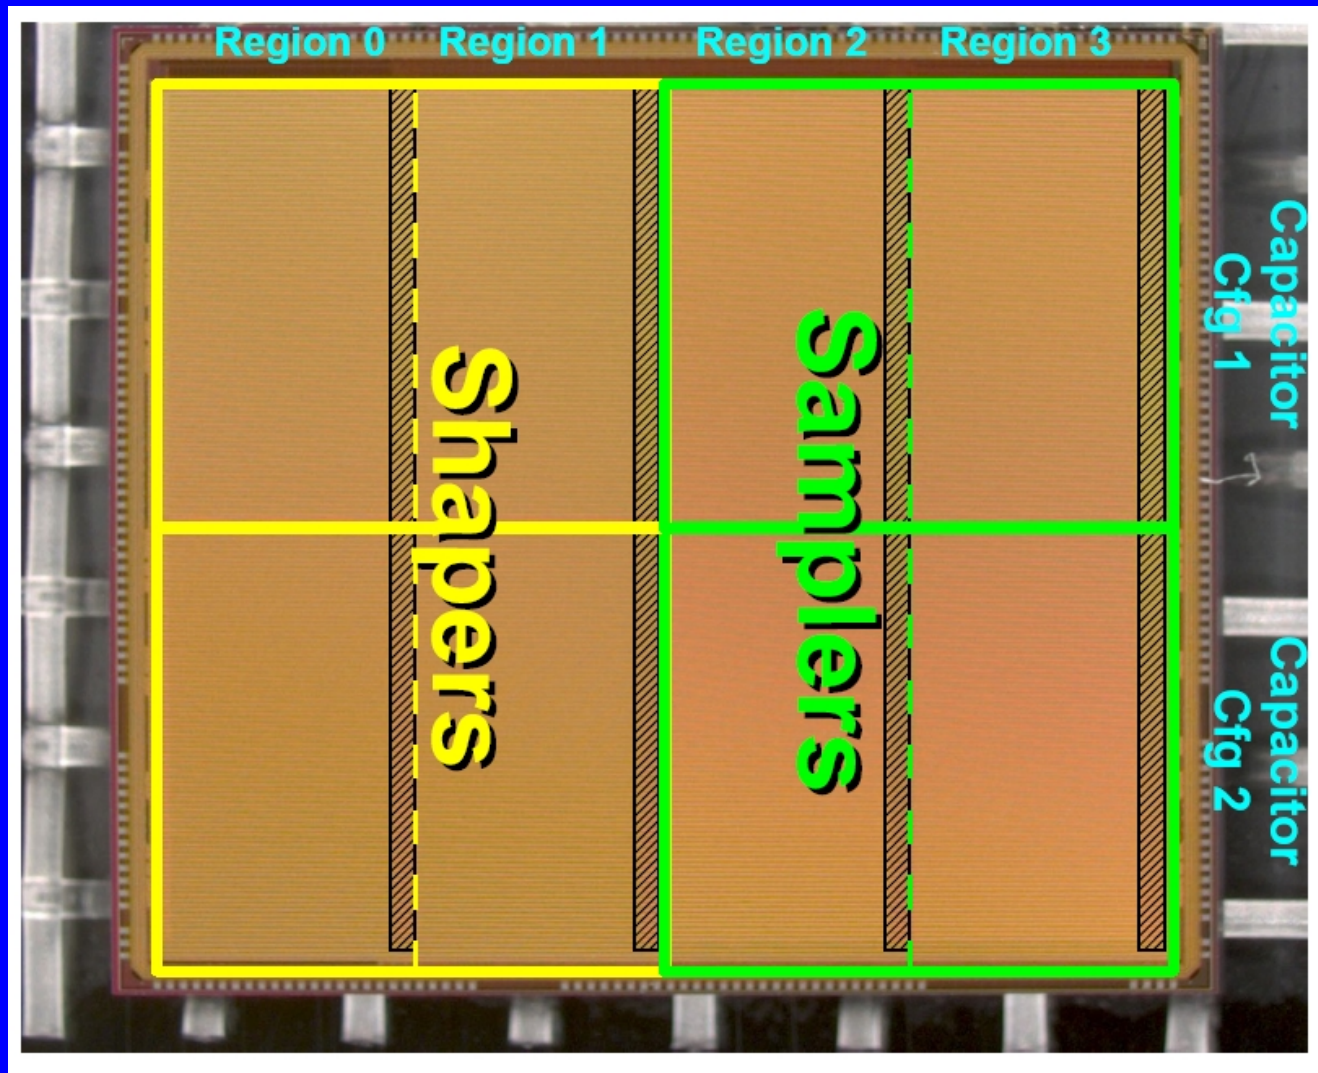 Region 0
Region 1
Region 2
Region 3
Shapers
Samplers
Capacitor
Cfg 1
Capacitor
Cfg 2